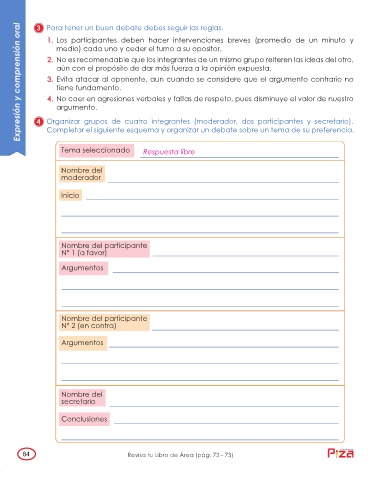 Expresión y comprensión oral
3 Para tener un buen debate debes seguir las reglas.
1. Los participantes deben hacer intervenciones breves (promedio de un minuto y
medio) cada uno y ceder el turno a su opositor.
2. No es recomendable que los integrantes de un mismo grupo reiteren las ideas del otro,
aún con el propósito de dar más fuerza a la opinión expuesta.
3. Evita atacar al oponente, aun cuando se considere que el argumento contrario no
tiene fundamento.
4. No caer en agresiones verbales y faltas de respeto, pues disminuye el valor de nuestro
argumento.
4 Organizar grupos de cuatro integrantes (moderador, dos participantes y secretario).
Completar el siguiente esquema y organizar un debate sobre un tema de su preferencia.
Tema seleccionado Respuesta libre
Nombre del
moderador
Inicio
Nombre del participante
N° 1 (a favor)
Argumentos
Nombre del participante
N° 2 (en contra)
Argumentos
Nombre del
secretario
Conclusiones
84
Revisa tu Libro de Área (pág. 72 - 73)